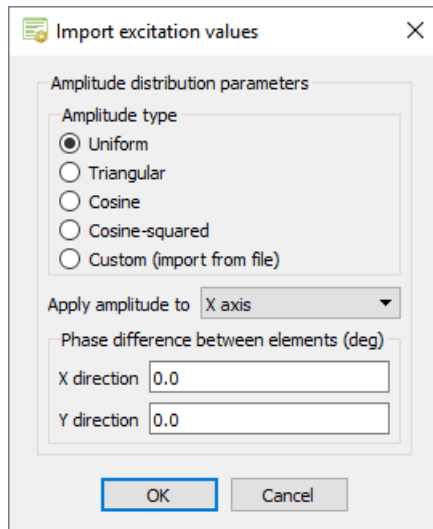 Import excitation values
Amplitude distribution parameters
Amplitude type
Uniform
Triangular
Cosine
Cosine-squared
Custom (import from file)
Apply amplitude to X axis
Phase difference between elements (deg)
X direction 0.0
Y direction 0.0
OK Cancel